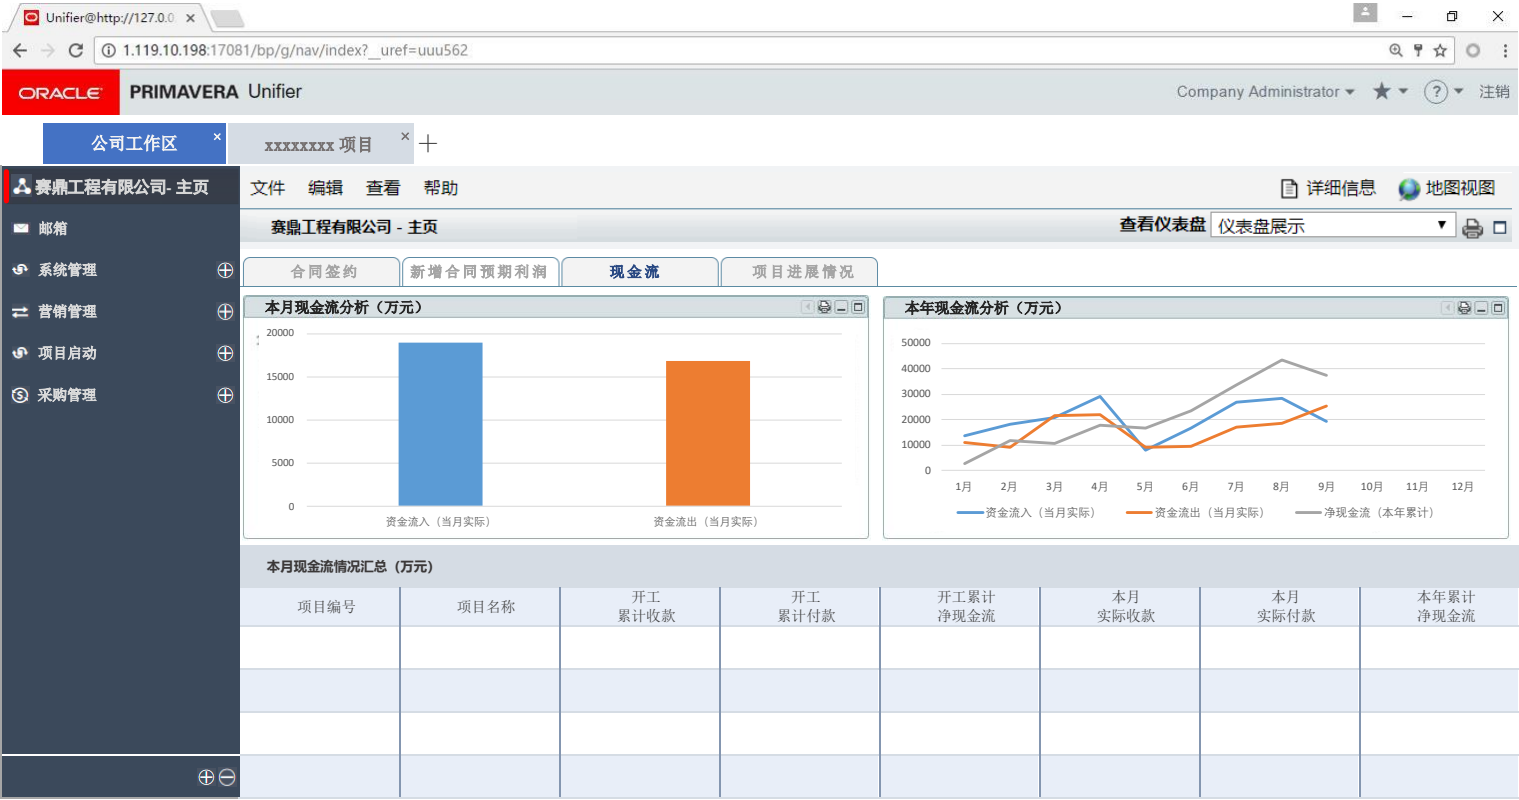 Unifier@http://127.0.0
1.119.10.198:17081/bp/g/nav/index?__uref=uuu562
ORACLE PRIMAVERA Unifier
Company Administrator
?
注销
公司工作区 ×
xxxxxxxx 项目 ×
赛鼎工程有限公司- 主页
邮箱
系统管理
营销管理
项目启动
采购管理
文件 编辑 查看 帮助
详细信息 地图视图
赛鼎工程有限公司 - 主页
查看仪表盘 仪表盘展示
合同签约 新增合同预期利润 现金流 项目进展情况
本月现金流分析（万元）
20000
15000
10000
5000
0
资金流入（当月实际） 资金流出（当月实际）
本年现金流分析（万元）
50000
40000
30000
20000
10000
0
1月 2月 3月 4月 5月 6月 7月 8月 9月 10月 11月 12月
资金流入（当月实际） 资金流出（当月实际） 净现金流（本年累计）
本月现金流情况汇总（万元）
项目编号
项目名称
开工
累计收款
开工
累计付款
开工累计
净现金流
本月
实际收款
本月
实际付款
本年累计
净现金流